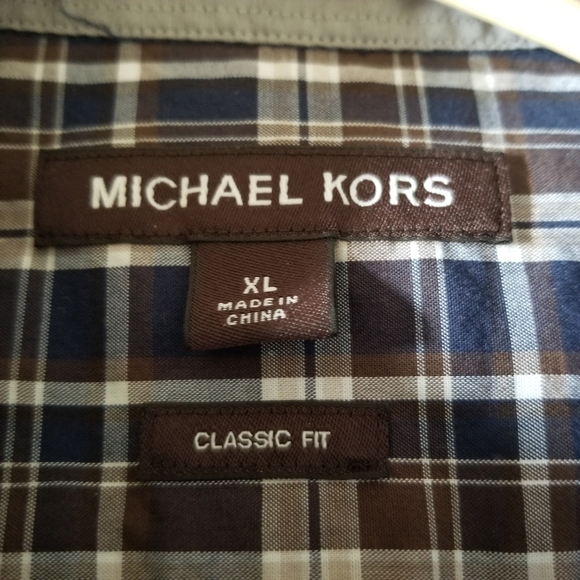 MICHAEL KORS
XL
MADE IN
CHINA
CLASSIC FIT